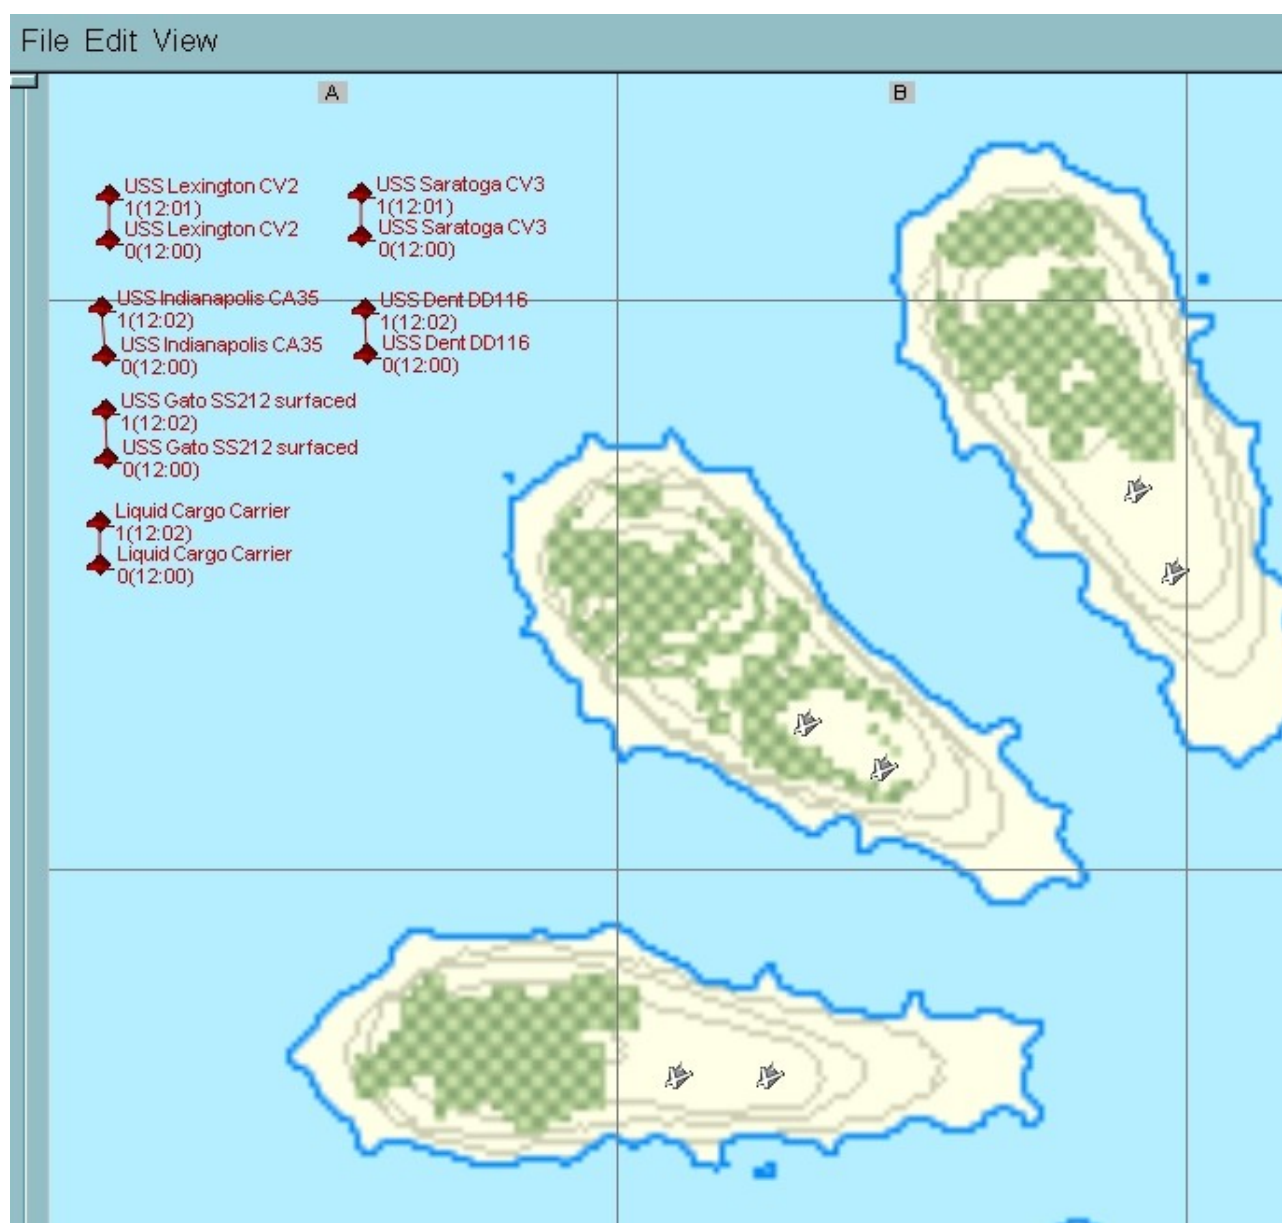 File Edit View
A
B
USS Lexington CV2
1(12:01)
USS Lexington CV2
0(12:00)
USS Saratoga CV3
1(12:01)
USS Saratoga CV3
0(12:00)
USS Indianapolis CA35
1(12:02)
USS Indianapolis CA35
0(12:00)
USS Dent DD116
1(12:02)
USS Dent DD116
0(12:00)
USS Gato SS212 surfaced
1(12:02)
USS Gato SS212 surfaced
0(12:00)
Liquid Cargo Carrier
1(12:02)
Liquid Cargo Carrier
0(12:00)